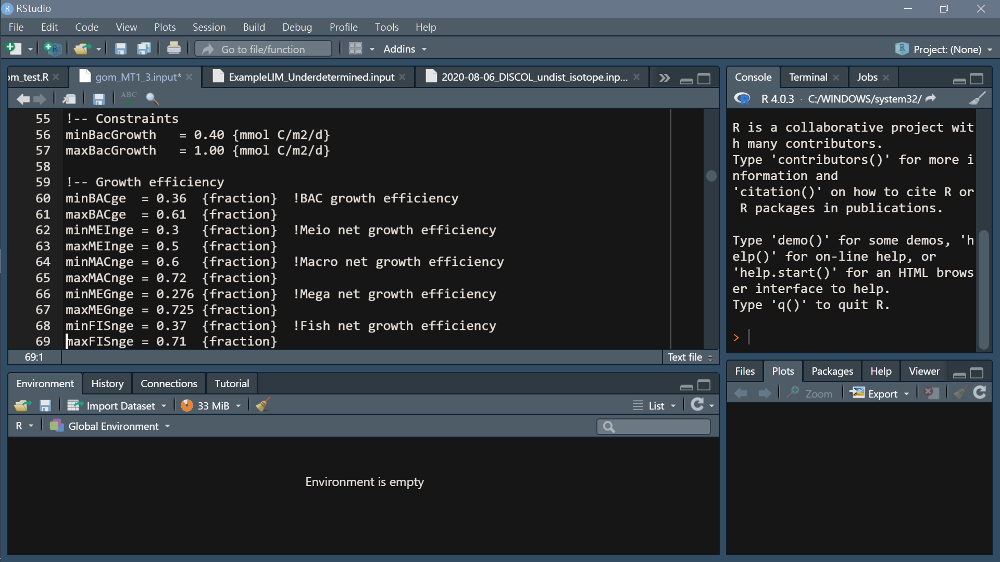 RStudio
File Edit Code View Plots Session Build Debug Profile Tools Help
Go to file/function Addins Project: (None)
om_test.R gom_MT1_3.input* ExampleLIM_Underdetermined.input 2020-08-06_DISCOL_undist_isotope.inp...
ABC
55 !-- Constraints
56 minBacGrowth   = 0.40 {mmol C/m2/d}
57 maxBacGrowth   = 1.00 {mmol C/m2/d}
58
59 !-- Growth efficiency
60 minBACge  = 0.36  {fraction}  !BAC growth efficiency
61 maxBACge  = 0.61  {fraction}
62 minMEInge = 0.3   {fraction}  !Meio net growth efficiency
63 maxMEInge = 0.5   {fraction}
64 minMACnge = 0.6   {fraction}  !Macro net growth efficiency
65 maxMACnge = 0.72  {fraction}
66 minMEGnge = 0.276 {fraction}  !Mega net growth efficiency
67 maxMEGnge = 0.725 {fraction}
68 minFISnge = 0.37  {fraction}  !Fish net growth efficiency
69 maxFISnge = 0.71  {fraction}
69:1 Text file
Console Terminal Jobs
R 4.0.3 · C:/WINDOWS/system32/
R is a collaborative project wit
h many contributors.
Type 'contributors()' for more i
nformation and
'citation()' on how to cite R or
 R packages in publications.
Type 'demo()' for some demos, 'h
elp()' for on-line help, or
'help.start()' for an HTML brows
er interface to help.
Type 'q()' to quit R.
>
Environment History Connections Tutorial
Import Dataset 33 MiB List
R Global Environment
Environment is empty
Files Plots Packages Help Viewer
Zoom Export